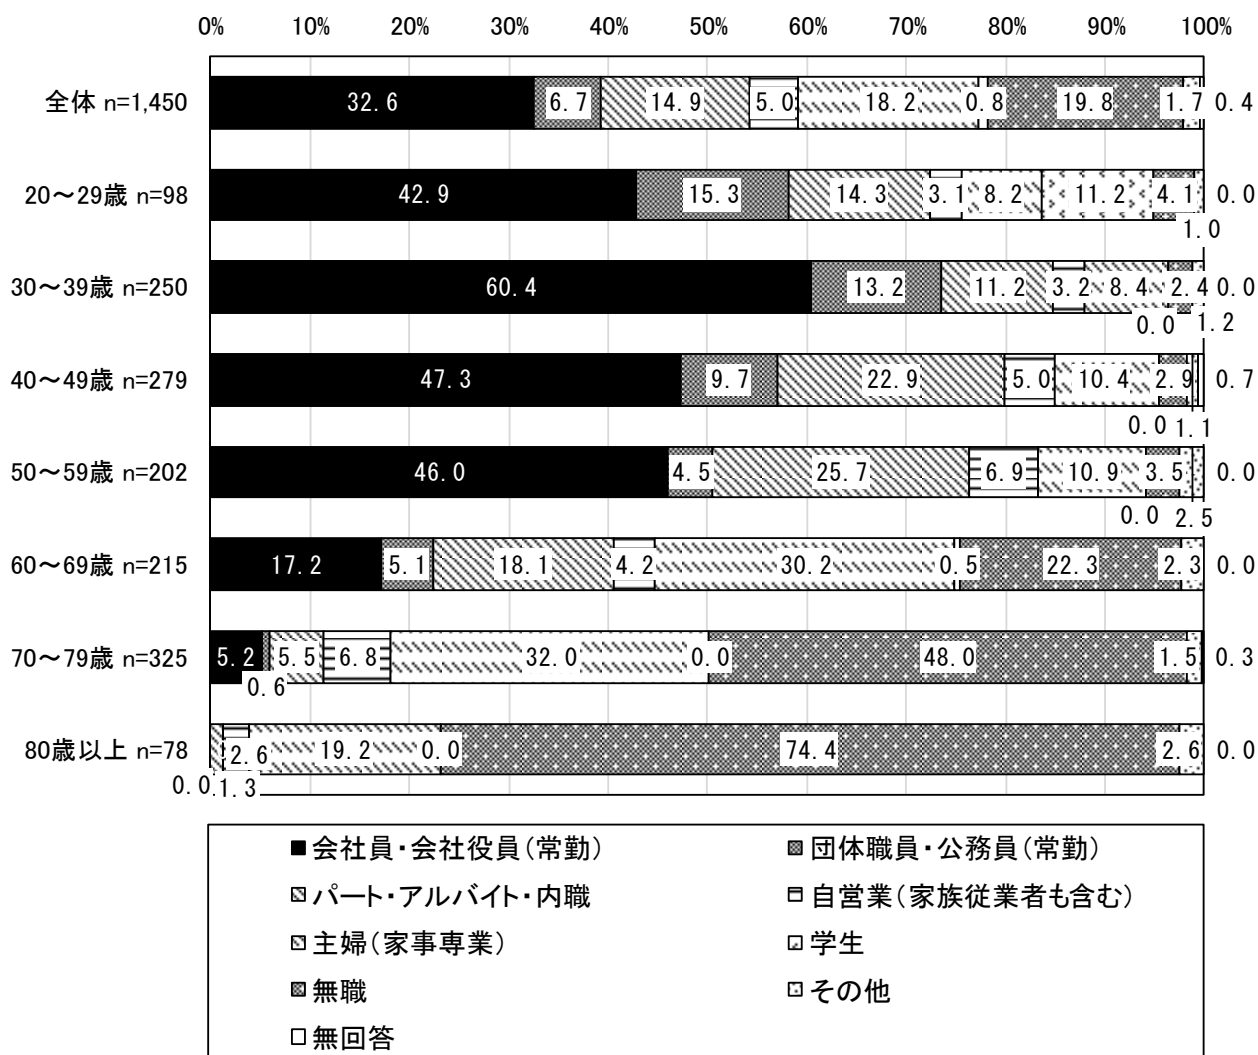 0% 10% 20% 30% 40% 50% 60% 70% 80% 90% 100%
全体 n=1,450 32.6 6.7 14.9 5.0 18.2 0.8 19.8 1.7 0.4
20～29歳 n=98 42.9 15.3 14.3 3.1 8.2 11.2 4.1 0.0
1.0
30～39歳 n=250 60.4 13.2 11.2 3.2 8.4 2.4 0.0
0.0 1.2
40～49歳 n=279 47.3 9.7 22.9 5.0 10.4 2.9 0.7
0.0 1.1
50～59歳 n=202 46.0 4.5 25.7 6.9 10.9 3.5 0.0
0.0 2.5
60～69歳 n=215 17.2 5.1 18.1 4.2 30.2 0.5 22.3 2.3 0.0
70～79歳 n=325 5.2 5.5 6.8 32.0 0.0 48.0 1.5 0.3
0.6
80歳以上 n=78 2.6 19.2 0.0 74.4 2.6 0.0
0.0 1.3
会社員・会社役員（常勤） 団体職員・公務員（常勤）
パート・アルバイト・内職 自営業（家族従業者も含む）
主婦（家事専業） 学生
無職 その他
無回答